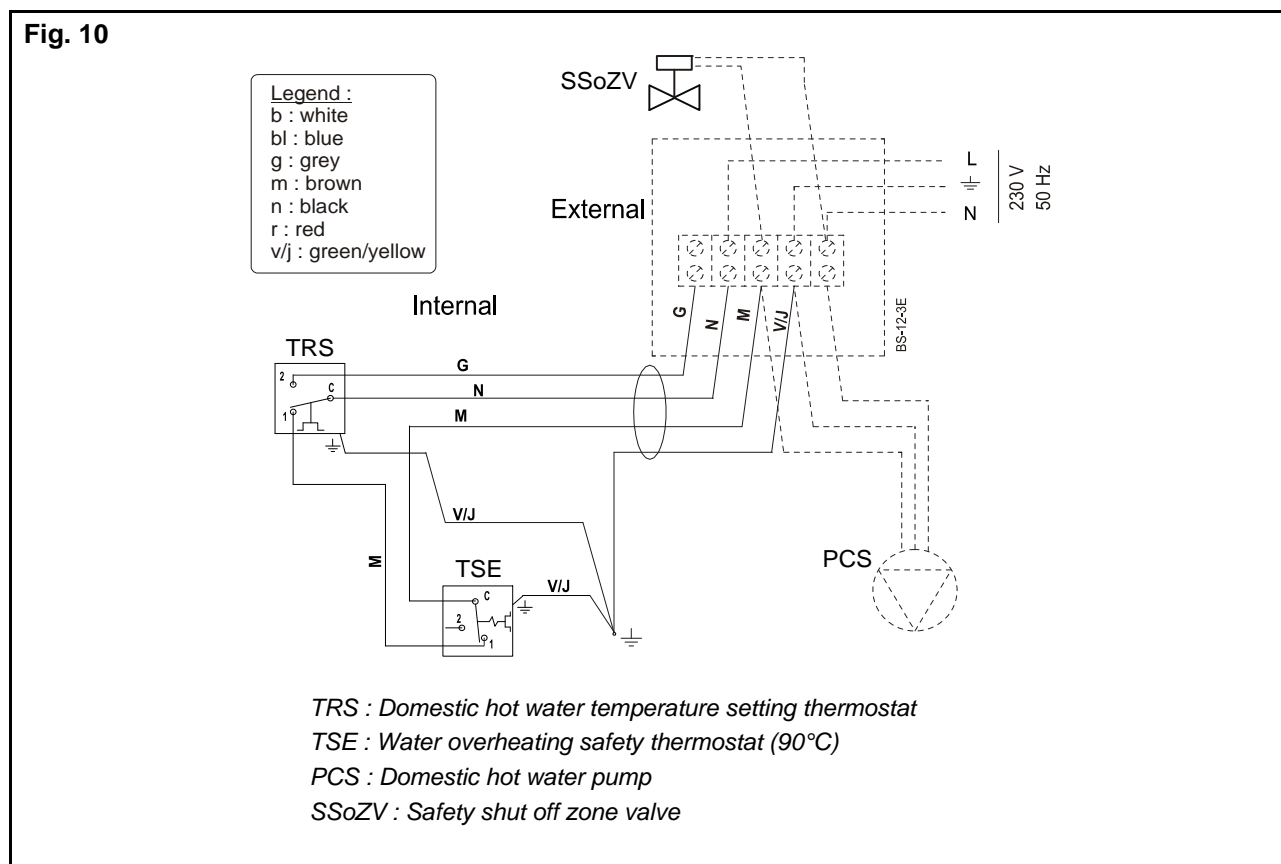 Fig. 10
SSoZV
Legend :
b : white
bl : blue
g : grey
m : brown
n : black
r : red
v/j : green/yellow
L
N
230 V
50 Hz
External
Internal
G
N
M
V/J
BS-12-3E
TRS
2
C
1
G
N
M
V/J
M
TSE
C
2
1
V/J
PCS
TRS : Domestic hot water temperature setting thermostat
TSE : Water overheating safety thermostat (90°C)
PCS : Domestic hot water pump
SSoZV : Safety shut off zone valve